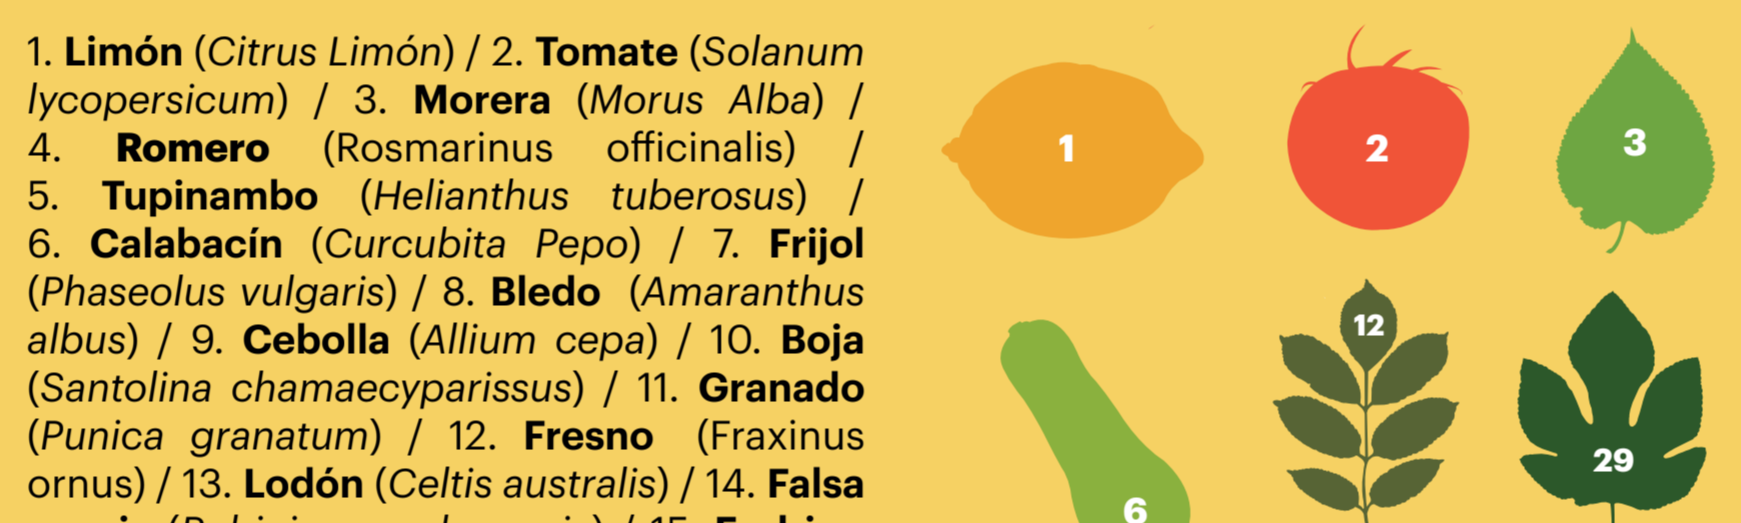 1. Limón (Citrus Limón) / 2. Tomate (Solanum
lycopersicum) / 3. Morera (Morus Alba) /
4. Romero (Rosmarinus officinalis) /
5. Tupinambo (Helianthus tuberosus) /
6. Calabacín (Curcubita Pepo) / 7. Frijol
(Phaseolus vulgaris) / 8. Bledo (Amaranthus
albus) / 9. Cebolla (Allium cepa) / 10. Boja
(Santolina chamaecyparissus) / 11. Granado
(Punica granatum) / 12. Fresno (Fraxinus
ornus) / 13. Lodón (Celtis australis) / 14. Falsa
1
2
3
12
29
6